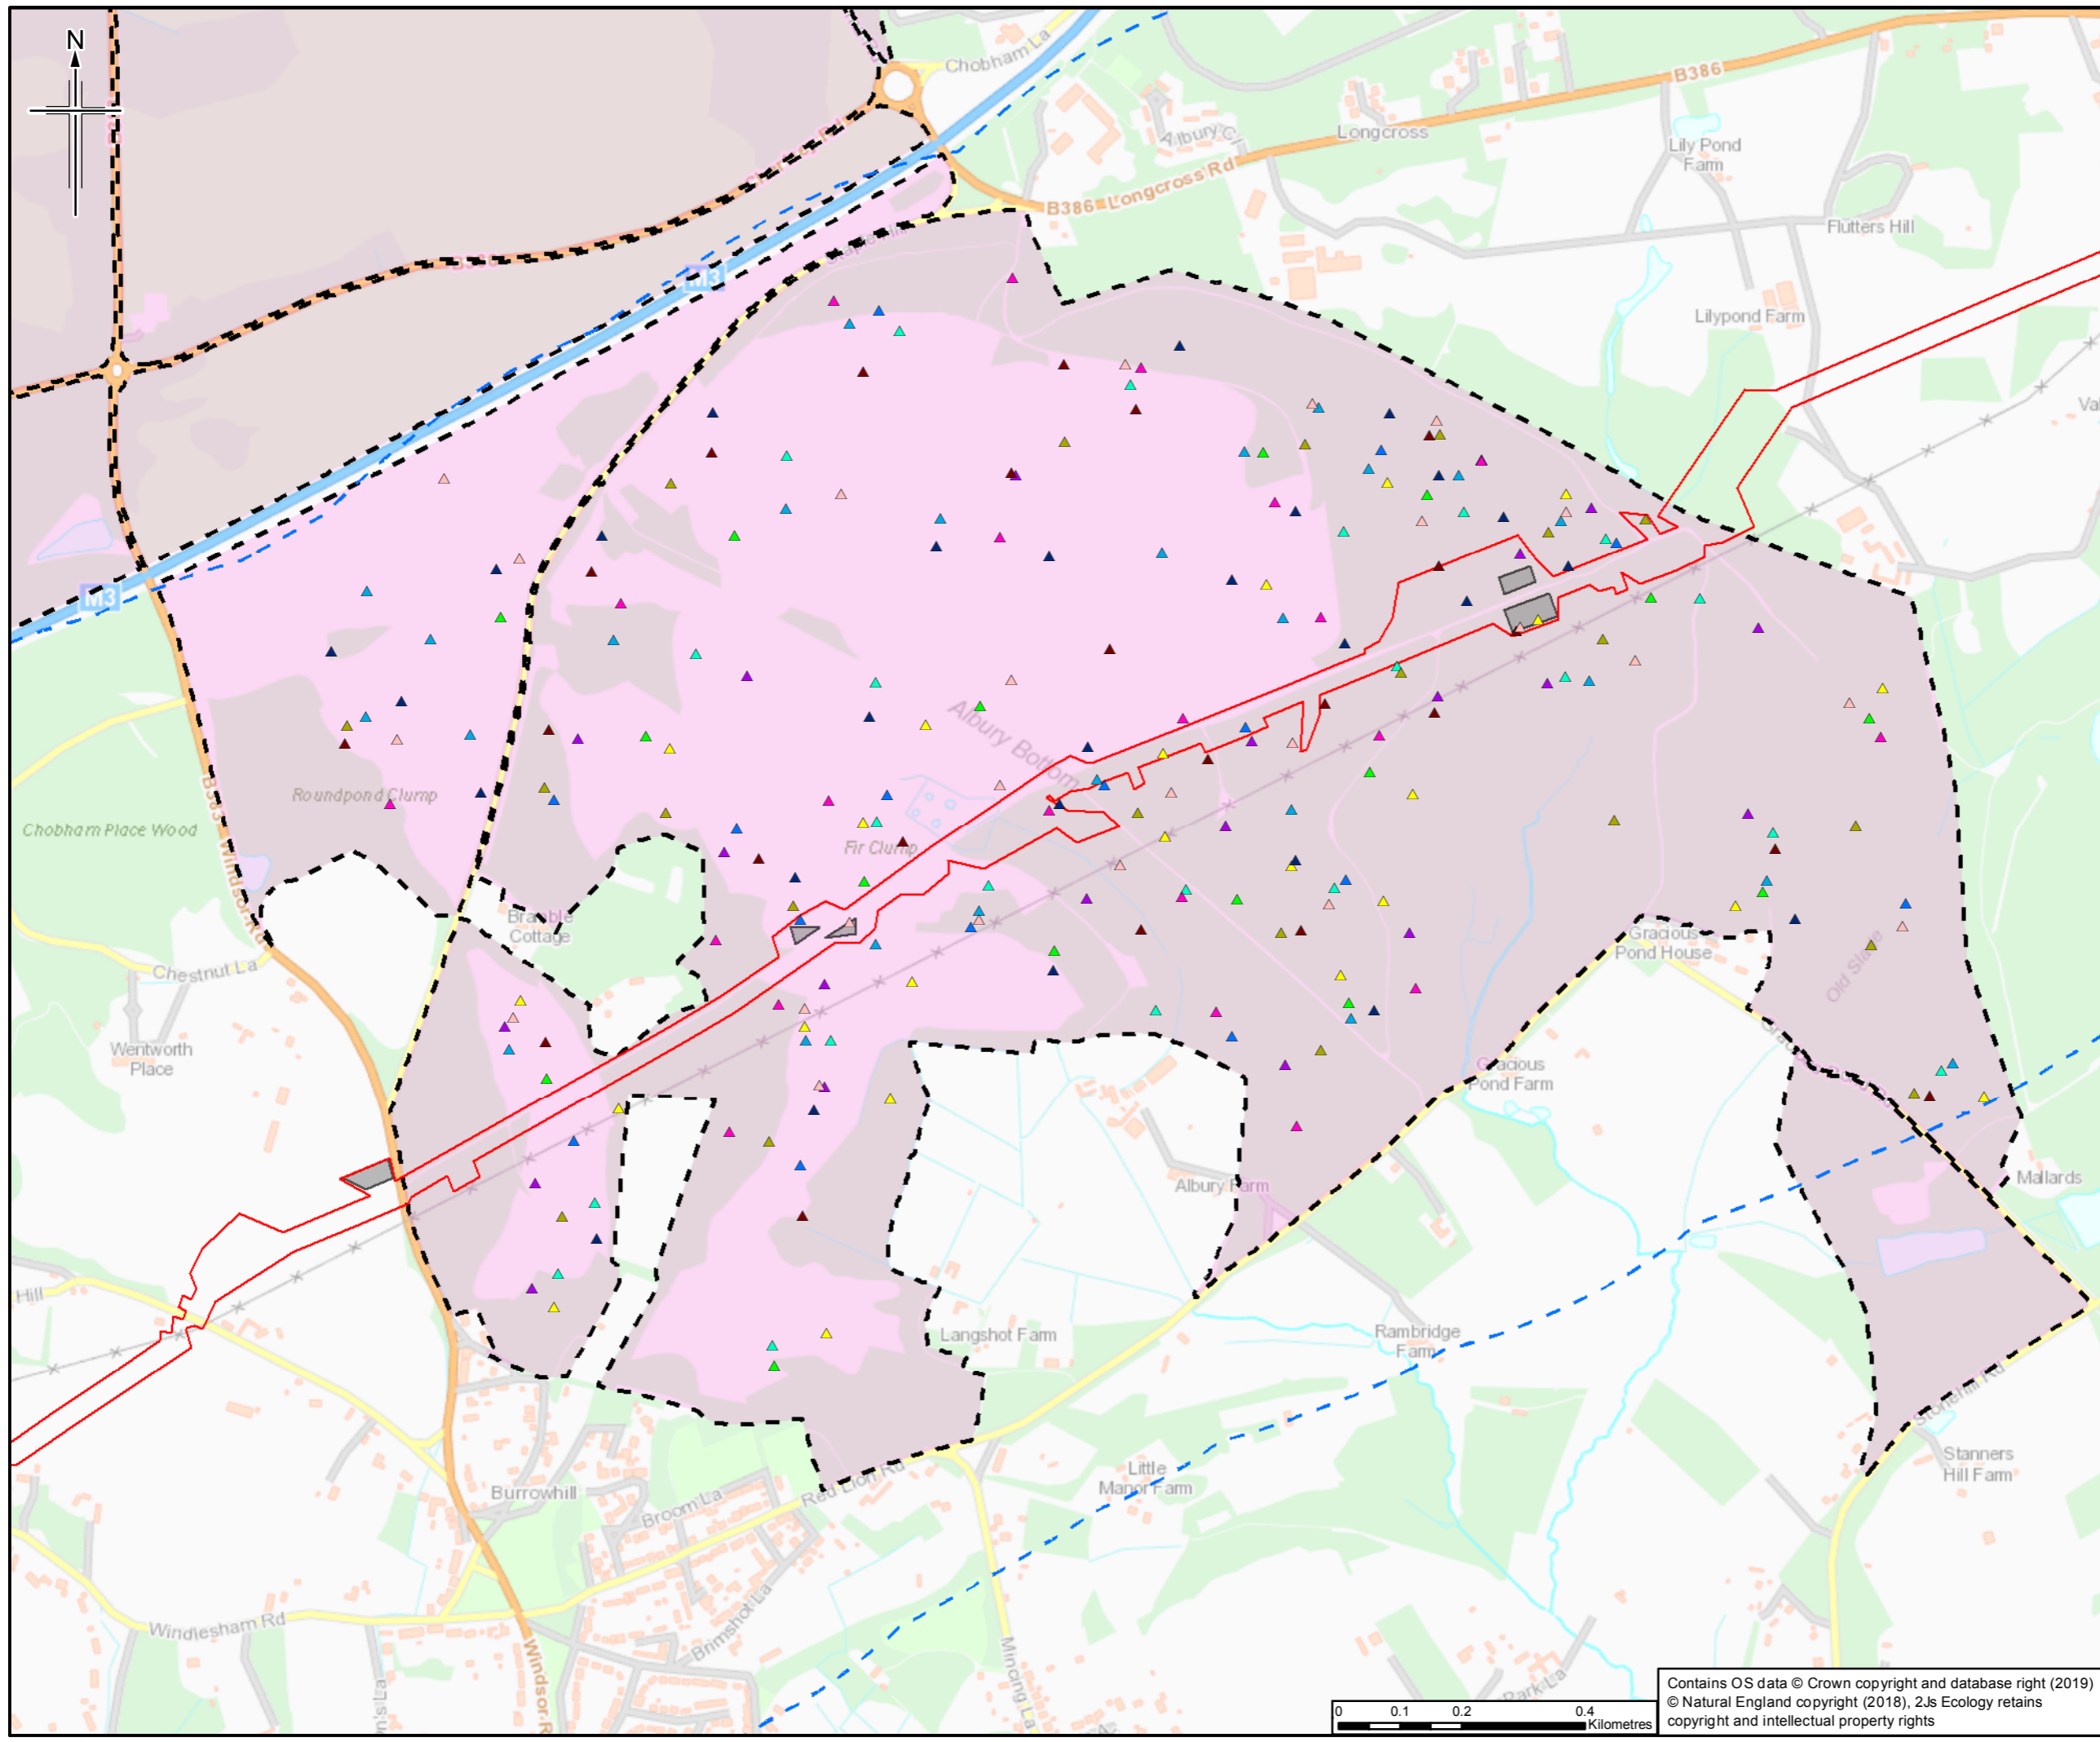 N
Chobham La
B386
Albury Cl
Longcross
Lily Pond
Farm
B386 Longcross Rd
Flutters Hill
M3
Lilypond Farm
M3
Albury Bottom
Roundpond Clump
Chobham Place Wood
Fir Clump
B383 Windsor Rd
Bramble
Cottage
Gracious
Pond House
Chestnut La
Old Slade
Wentworth
Place
Gracious
Pond Farm
Albury Farm
Mallards
Hill
Langshot Farm
Rambridge
Farm
Stonehill Rd
Stanners
Hill Farm
Little
Manor Farm
Burrowhill
Broom La
Red Lion Rd
Windlesham Rd
Brimshot La
Windsor R
Mincing La
Park La
0 0.1 0.2 0.4
Kilometres
Contains OS data © Crown copyright and database right (2019)
© Natural England copyright (2018), 2Js Ecology retains
copyright and intellectual property rights